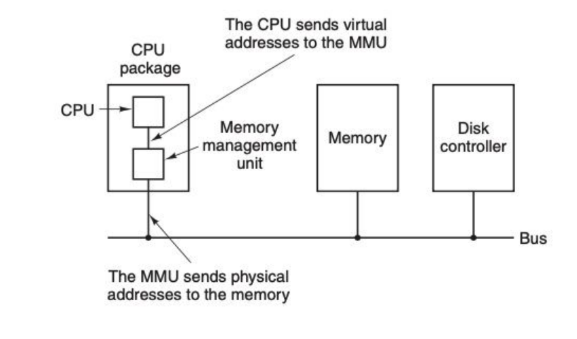 The CPU sends virtual
addresses to the MMU
CPU
package
CPU
Memory
management
unit
Memory
Disk
controller
Bus
The MMU sends physical
addresses to the memory